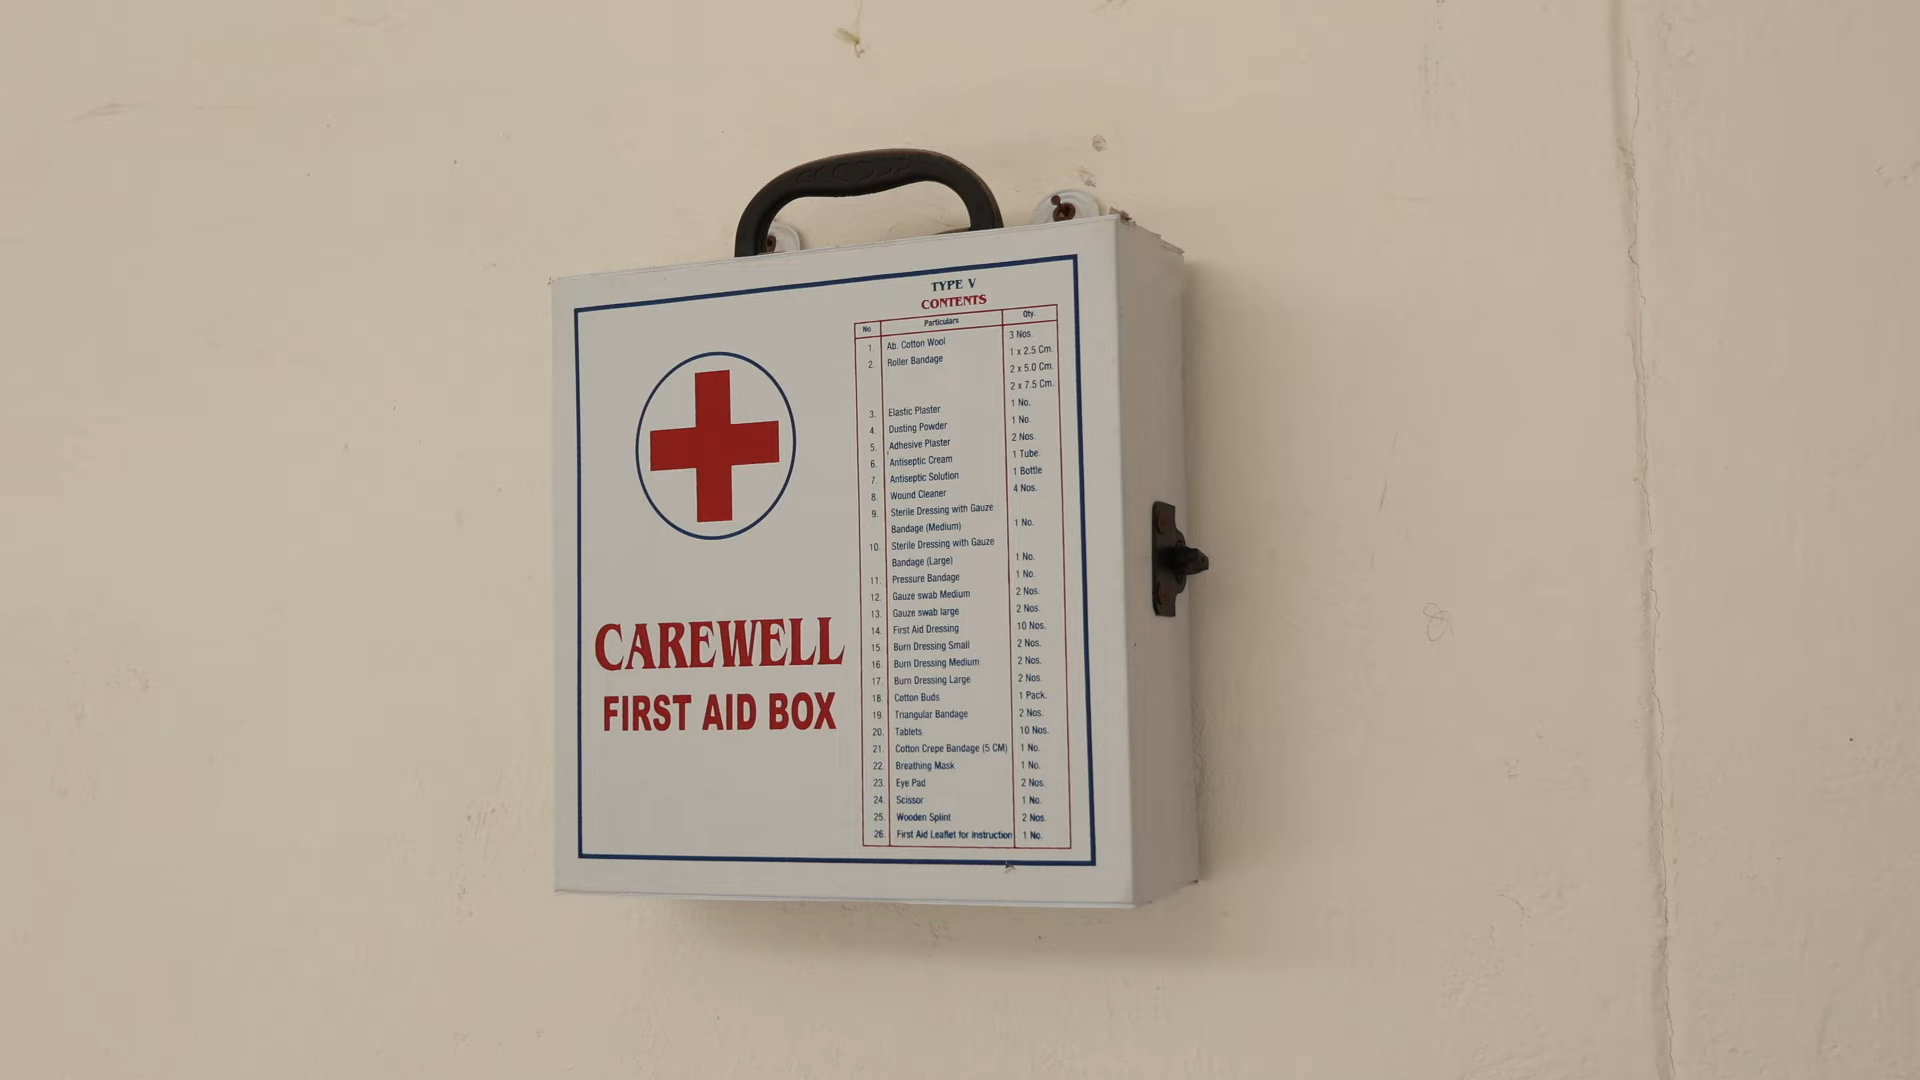 TYPE V
CONTENTS
No. Particulars Qty.
1. Ab. Cotton Wool 3 Nos.
2. Roller Bandage 1 x 2.5 Cm.
2 x 5.0 Cm.
2 x 7.5 Cm.
3. Elastic Plaster 1 No.
4. Dusting Powder 1 No.
5. Adhesive Plaster 2 Nos.
6. Antiseptic Cream 1 Tube.
7. Antiseptic Solution 1 Bottle
8. Wound Cleaner 4 Nos.
9. Sterile Dressing with Gauze
Bandage (Medium) 1 No.
10. Sterile Dressing with Gauze
Bandage (Large) 1 No.
11. Pressure Bandage 1 No.
12. Gauze swab Medium 2 Nos.
13. Gauze swab large 2 Nos.
14. First Aid Dressing 10 Nos.
15. Burn Dressing Small 2 Nos.
16. Burn Dressing Medium 2 Nos.
17. Burn Dressing Large 2 Nos.
18. Cotton Buds 1 Pack.
19. Triangular Bandage 2 Nos.
20. Tablets 10 Nos.
21. Cotton Crepe Bandage (5 CM) 1 No.
22. Breathing Mask 1 No.
23. Eye Pad 2 Nos.
24. Scissor 1 No.
25. Wooden Splint 2 Nos.
26. First Aid Leaflet for Instruction 1 No.
CAREWELL
FIRST AID BOX